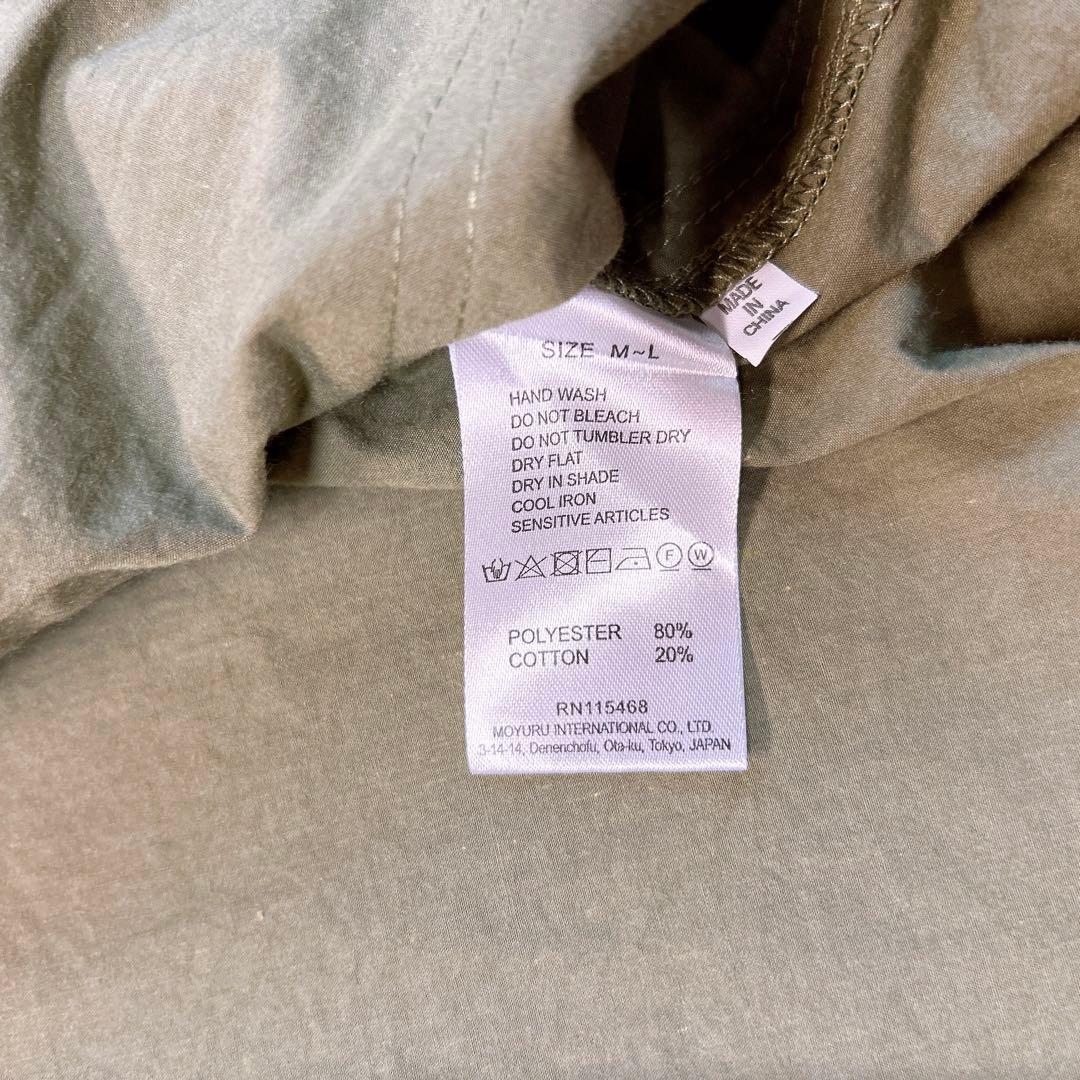 MADE
IN
CHINA
SIZE M~L
HAND WASH
DO NOT BLEACH
DO NOT TUMBLER DRY
DRY FLAT
DRY IN SHADE
COOL IRON
SENSITIVE ARTICLES
F W
POLYESTER 80%
COTTON 20%
RN115468
MOYURU INTERNATIONAL CO., LTD.
3-14-14, Denenchofu, Ota-ku, Tokyo, JAPAN